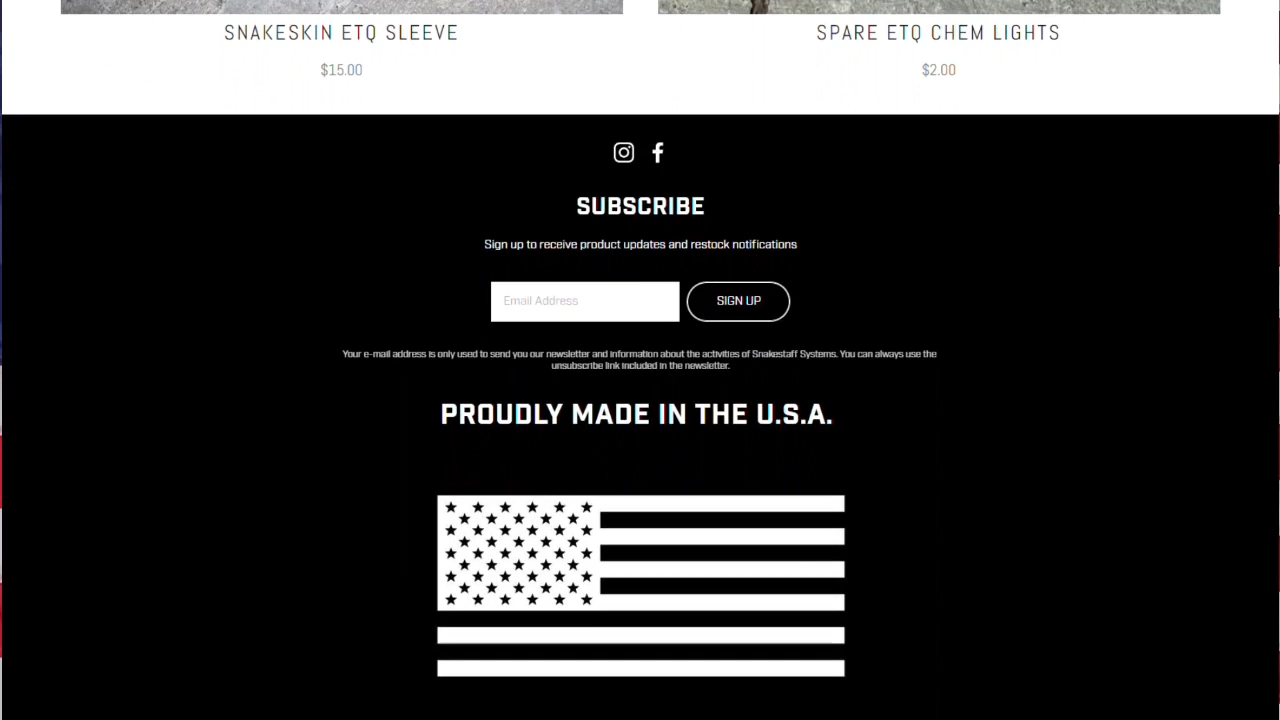 SNAKESKIN ETQ SLEEVE
$15.00
SPARE ETQ CHEM LIGHTS
$2.00
SUBSCRIBE
Sign up to receive product updates and restock notifications
Email Address
SIGN UP
Your e-mail address is only used to send you our newsletter and information about the activities of Snakestaff Systems. You can always use the
unsubscribe link included in the newsletter.
PROUDLY MADE IN THE U.S.A.